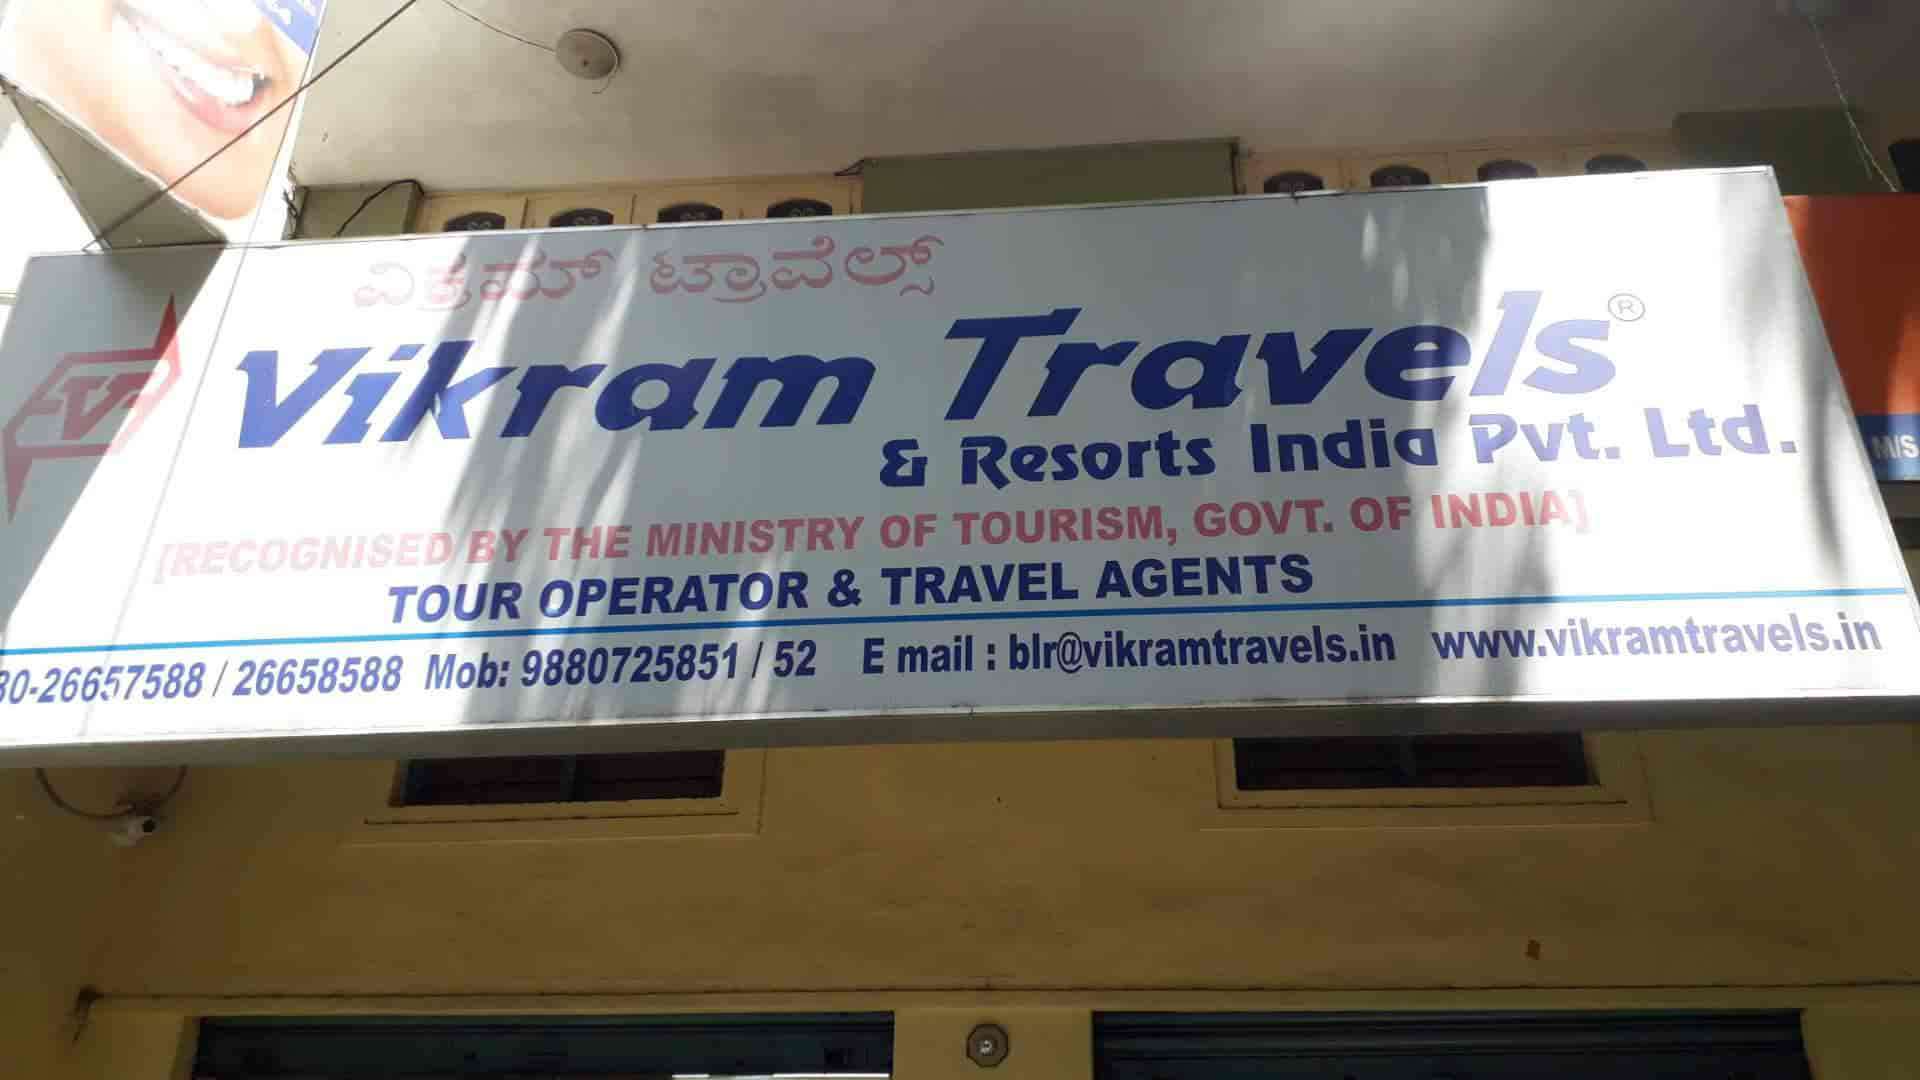 ವಿಕ್ರಮ್ ಟ್ರಾವೆಲ್ಸ್
V
Vikram Travels®
& Resorts India Pvt. Ltd.
[RECOGNISED BY THE MINISTRY OF TOURISM, GOVT. OF INDIA]
TOUR OPERATOR & TRAVEL AGENTS
80-26657588 / 26658588 Mob: 9880725851 / 52 E mail : blr@vikramtravels.in www.vikramtravels.in
M/S